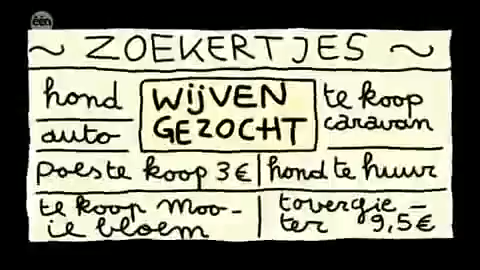 één
~ ZOEKERTJES ~
hond
auto
WIJVEN
GEZOCHT
te koop
caravan
poes te koop 3€
hond te huur
te koop moo-
ie bloem
tovergie-
ter 9,5€